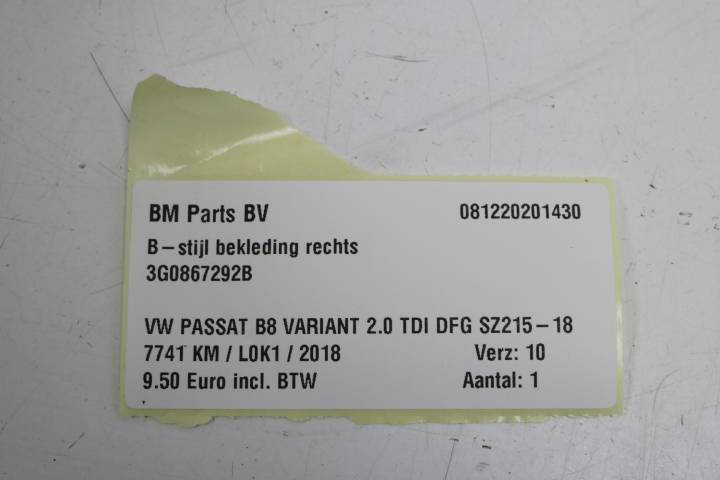 BM Parts BV 081220201430
B-stijl bekleding rechts
3G0867292B
VW PASSAT B8 VARIANT 2.0 TDI DFG SZ215-18
7741 KM / L0K1 / 2018 Verz: 10
9.50 Euro incl. BTW Aantal: 1